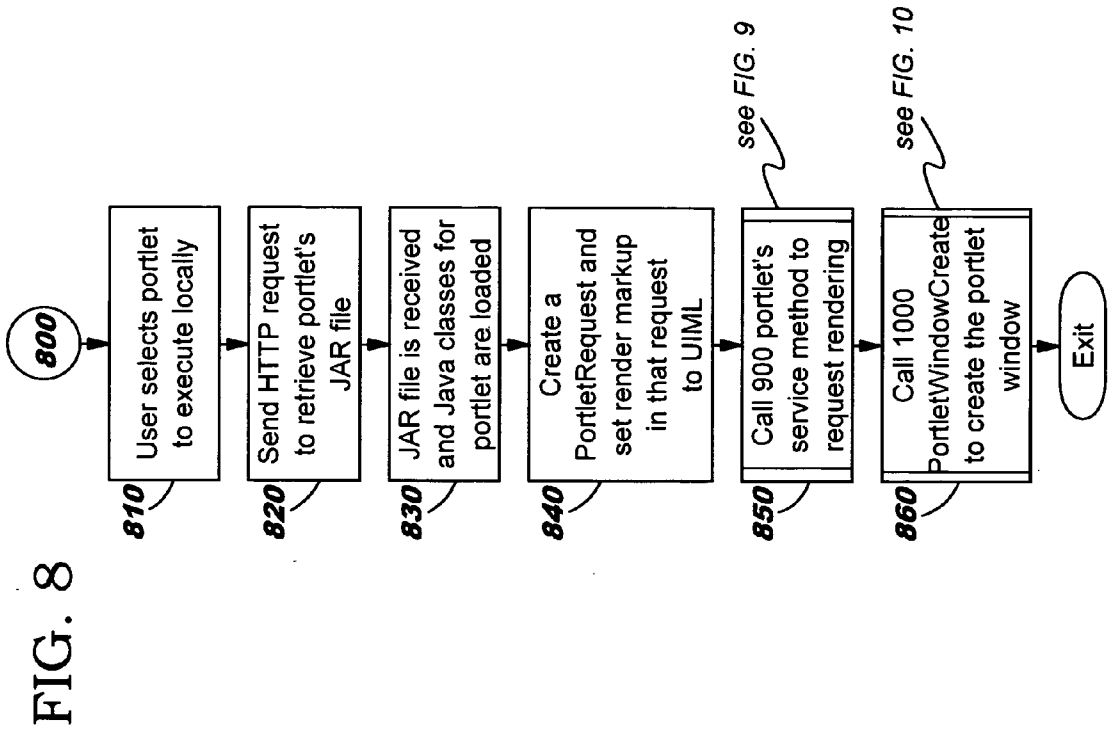 FIG. 8
800
810
User selects portlet
to execute locally
820
Send HTTP request
to retrieve portlet's
JAR file
830
JAR file is received
and Java classes for
portlet are loaded
840
Create a
PortletRequest and
set render markup
in that request
to UIML
850
Call 900 portlet's
service method to
request rendering
see FIG. 9
860
Call 1000
PortletWindowCreate
to create the portlet
window
see FIG. 10
Exit